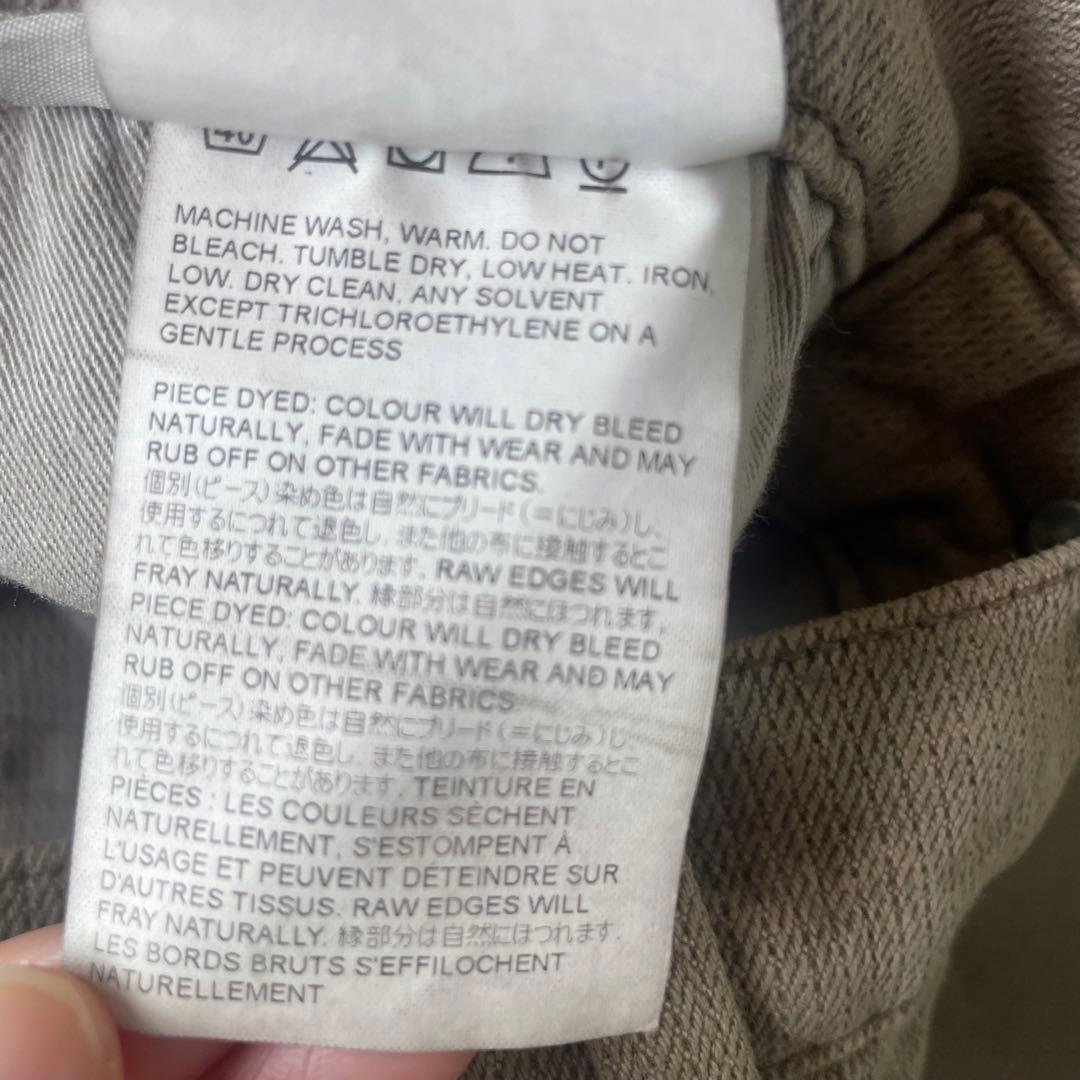 40
MACHINE WASH, WARM. DO NOT
BLEACH. TUMBLE DRY, LOW HEAT. IRON,
LOW. DRY CLEAN, ANY SOLVENT
EXCEPT TRICHLOROETHYLENE ON A
GENTLE PROCESS
PIECE DYED: COLOUR WILL DRY BLEED
NATURALLY, FADE WITH WEAR AND MAY
RUB OFF ON OTHER FABRICS.
個別(ピース)染め色は自然にブリード(=にじみ)し、
使用するにつれて退色し、また他の布に接触するとこ
れて色移りすることがあります. RAW EDGES WILL
FRAY NATURALLY. 縁部分は自然にほつれます.
PIECE DYED: COLOUR WILL DRY BLEED
NATURALLY, FADE WITH WEAR AND MAY
RUB OFF ON OTHER FABRICS.
個別(ピース)染め色は自然にブリード(=にじみ)し、
使用するにつれて退色し、また他の布に接触するとこ
れて色移りすることがあります. TEINTURE EN
PIÈCES : LES COULEURS SÈCHENT
NATURELLEMENT, S'ESTOMPENT À
L'USAGE ET PEUVENT DÉTEINDRE SUR
D'AUTRES TISSUS. RAW EDGES WILL
FRAY NATURALLY. 縁部分は自然にほつれます.
LES BORDS BRUTS S'EFFILOCHENT
NATURELLEMENT